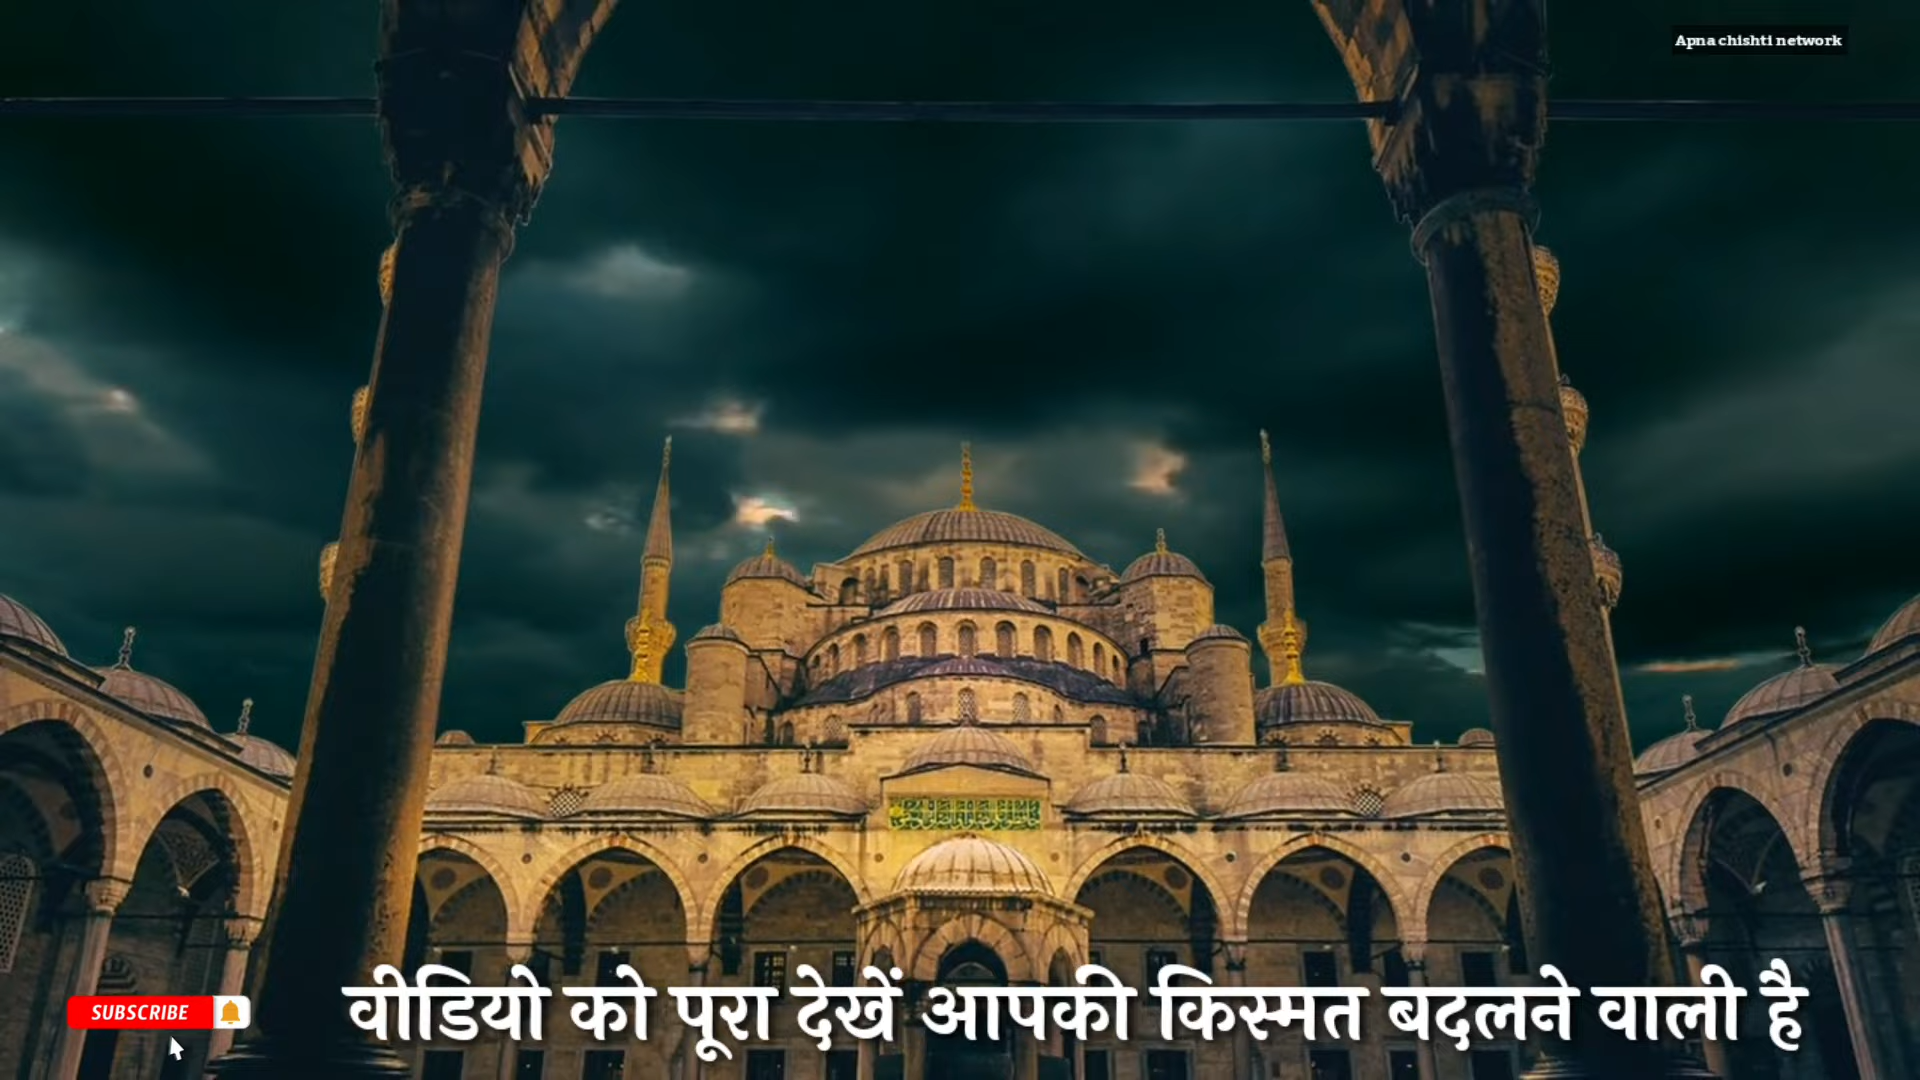 Apna chishti network
SUBSCRIBE
वीडियो को पूरा देखें आपकी किस्मत बदलने वाली है